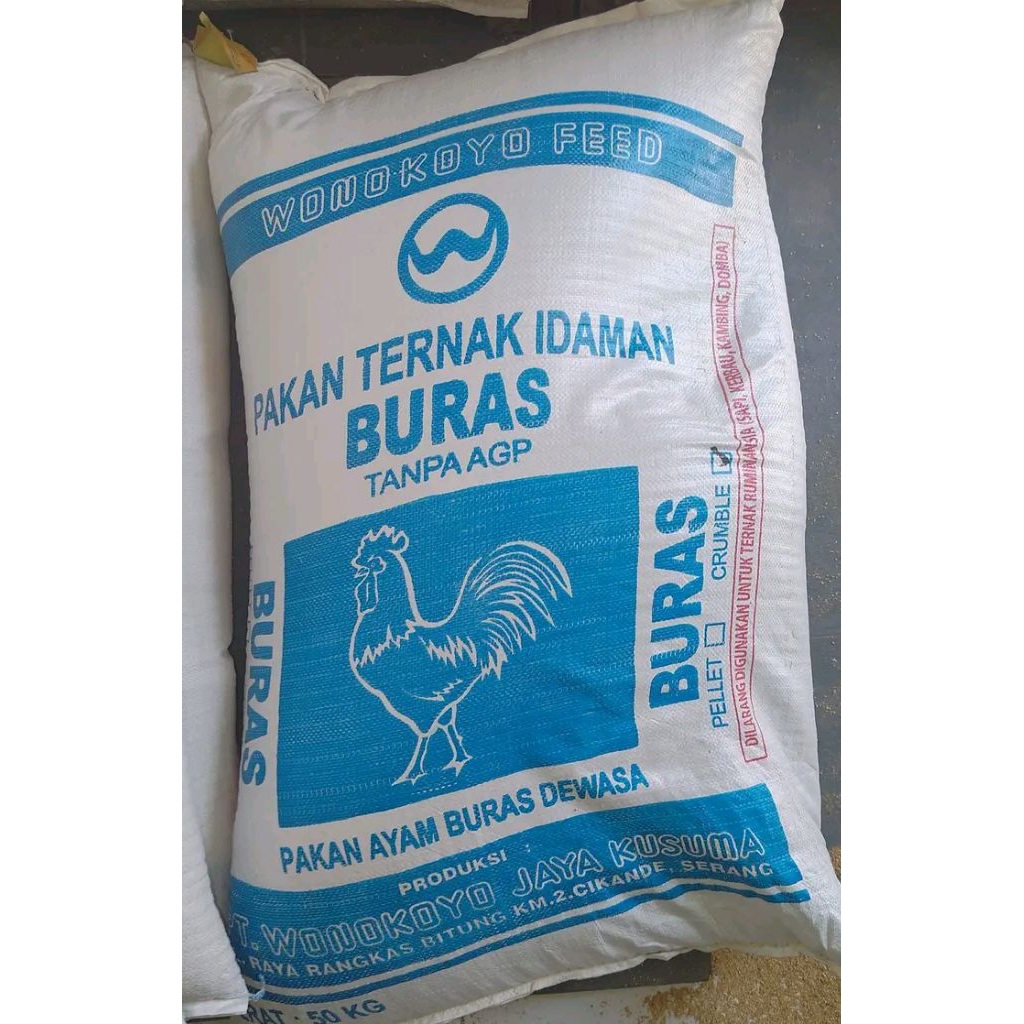 WONOKOYO FEED
W
PAKAN TERNAK IDAMAN
BURAS
TANPA AGP
BURAS
BURAS
PELLET CRUMBLE
DILARANG DIGUNAKAN UNTUK TERNAK RUMINANSIA (SAPI, KERBAU, KAMBING, DOMBA)
PAKAN AYAM BURAS DEWASA
PRODUKSI
PT. WONOKOYO JAYA KUSUMA
RAYA RANGKAS BITUNG KM.2.CIKANDE, SERANG
50 KG